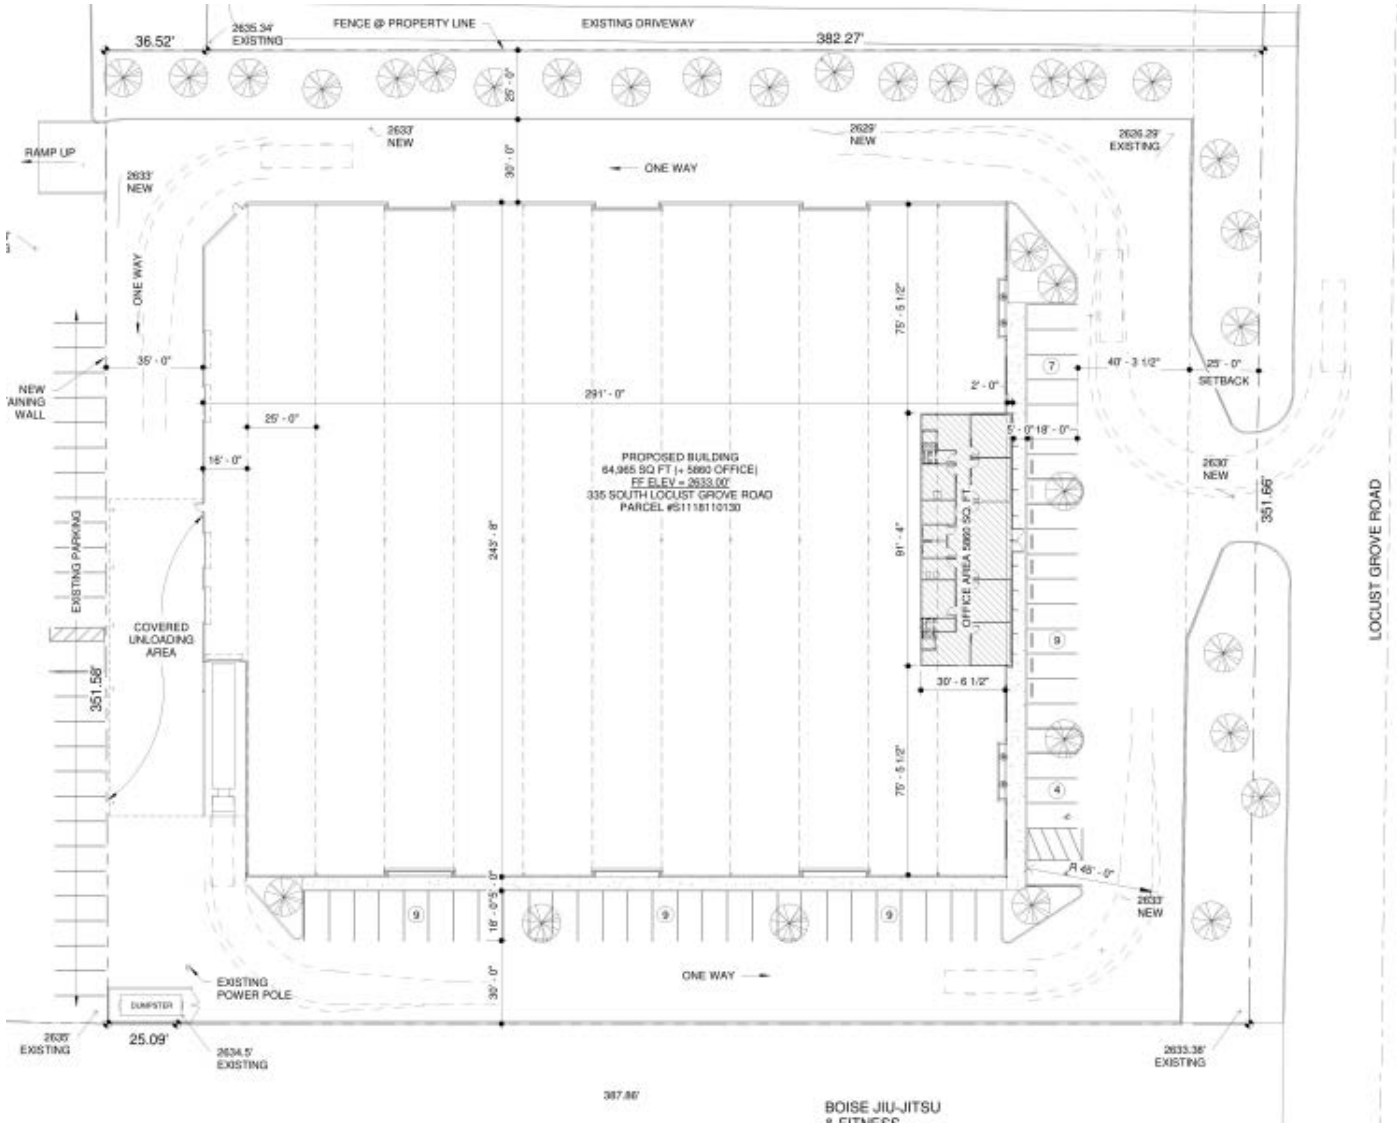 FENCE @ PROPERTY LINE
EXISTING DRIVEWAY
2635.34'
EXISTING
36.52'
382.27'
25' - 0"
2633'
NEW
2629'
NEW
2626.29'
EXISTING
RAMP UP
30' - 0"
ONE WAY
2633'
NEW
ONE WAY
75' - 5 1/2"
35' - 0"
7
40' - 3 1/2"
25' - 0"
SETBACK
NEW
WALL
291' - 0"
2' - 0"
25' - 0"
5' - 0"
18' - 0"
16' - 0"
PROPOSED BUILDING
64,965 SQ FT (+ 5860 OFFICE)
FF ELEV = 2633.00'
335 SOUTH LOCUST GROVE ROAD
PARCEL #S1118110130
2630'
NEW
351.66'
LOCUST GROVE ROAD
EXISTING PARKING
243' - 8"
91' - 4"
OFFICE AREA 5860 SQ. FT.
COVERED
UNLOADING
AREA
9
351.58'
30' - 6 1/2"
75' - 5 1/2"
4
R 45' - 0"
2633'
NEW
5' - 0"
18' - 0"
9
9
9
30' - 0"
ONE WAY
EXISTING
POWER POLE
DUMPSTER
2635'
EXISTING
25.09'
2634.5'
EXISTING
2633.38'
EXISTING
387.86'
BOISE JIU-JITSU
& FITNESS